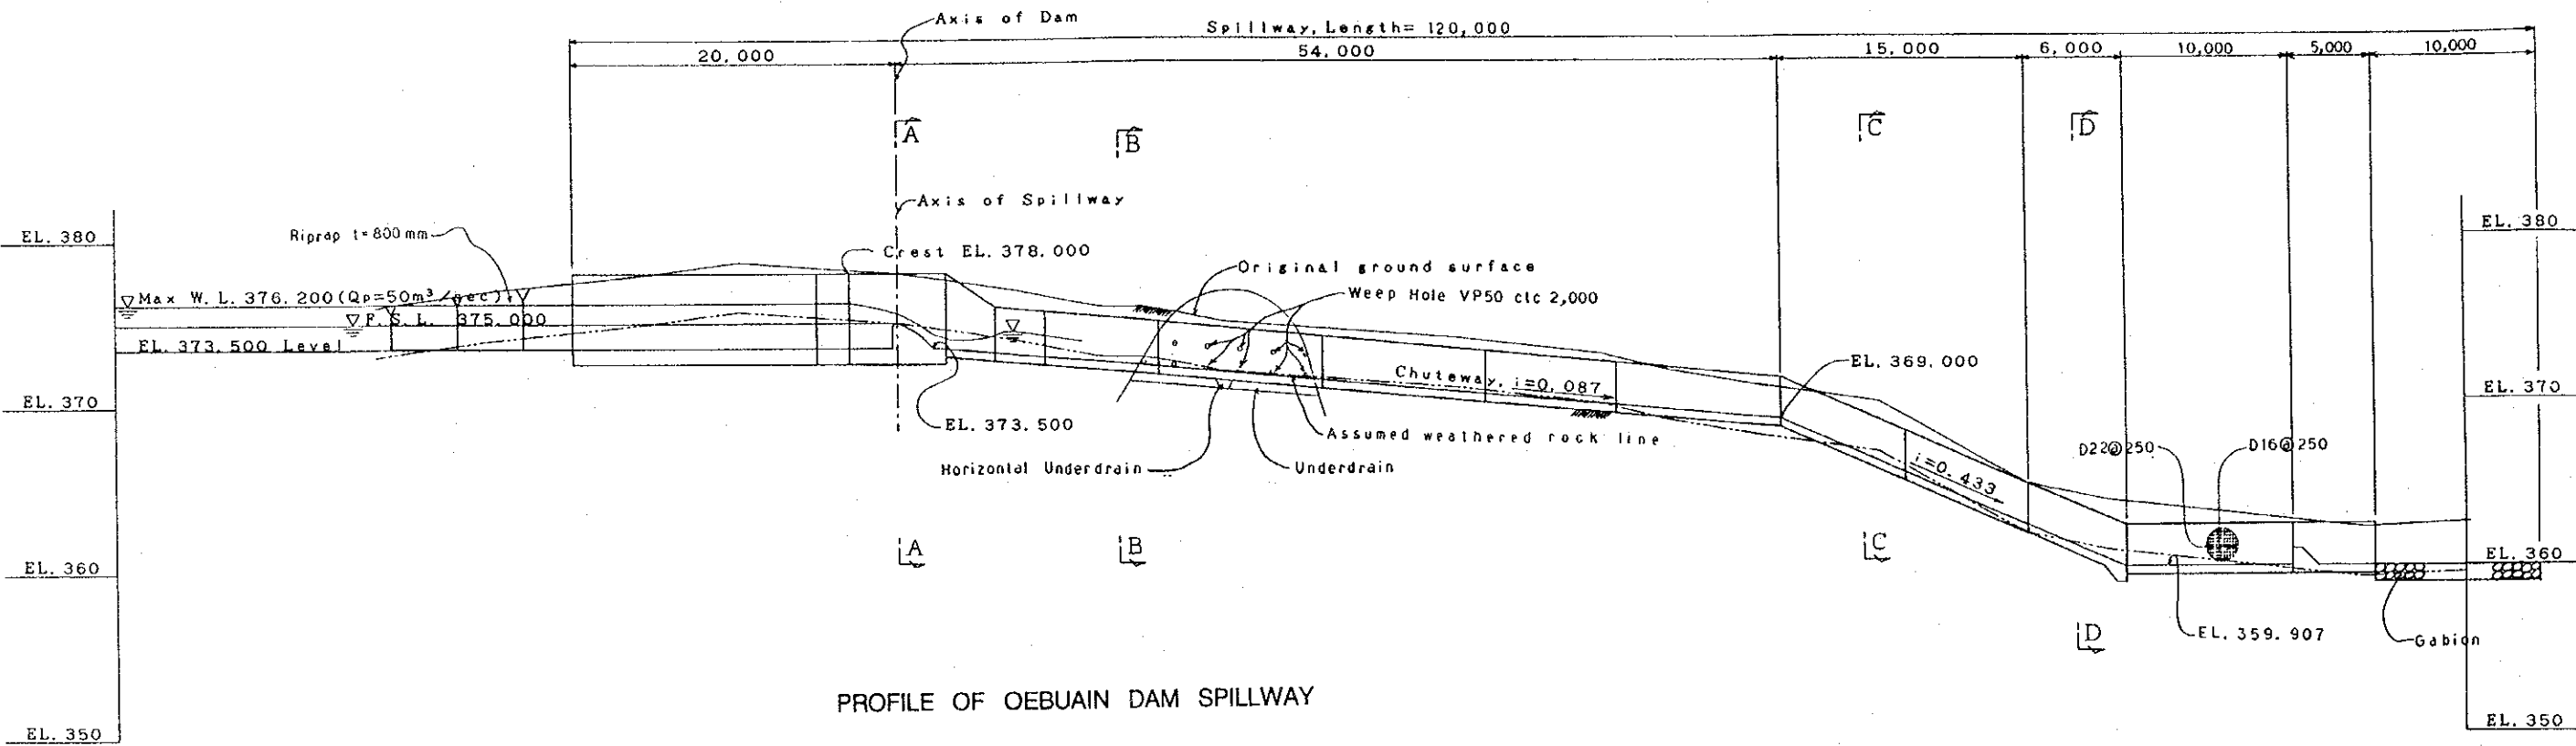 Axis of Dam
Spillway, Length= 120,000
20.000
54.000
15.000
6,000
10,000
5,000
10,000
A
B
C
D
Axis of Spillway
EL. 380
EL. 380
Riprap t=800mm
Crest EL. 378.000
Original ground surface
Max W.L. 376.200(Qp=50m³/sec)
Weep Hole VP50 ctc 2,000
F.S.L. 375.000
EL. 373.500 Level
EL. 369.000
Chuteway, i=0.087
EL. 370
EL. 370
EL. 373.500
Assumed weathered rock line
D22@250
D16@250
Horizontal Underdrain
Underdrain
i=0.433
A
B
C
EL. 360
EL. 360
D
EL. 359.907
Gabion
PROFILE OF OEBUAIN DAM SPILLWAY
EL. 350
EL. 350